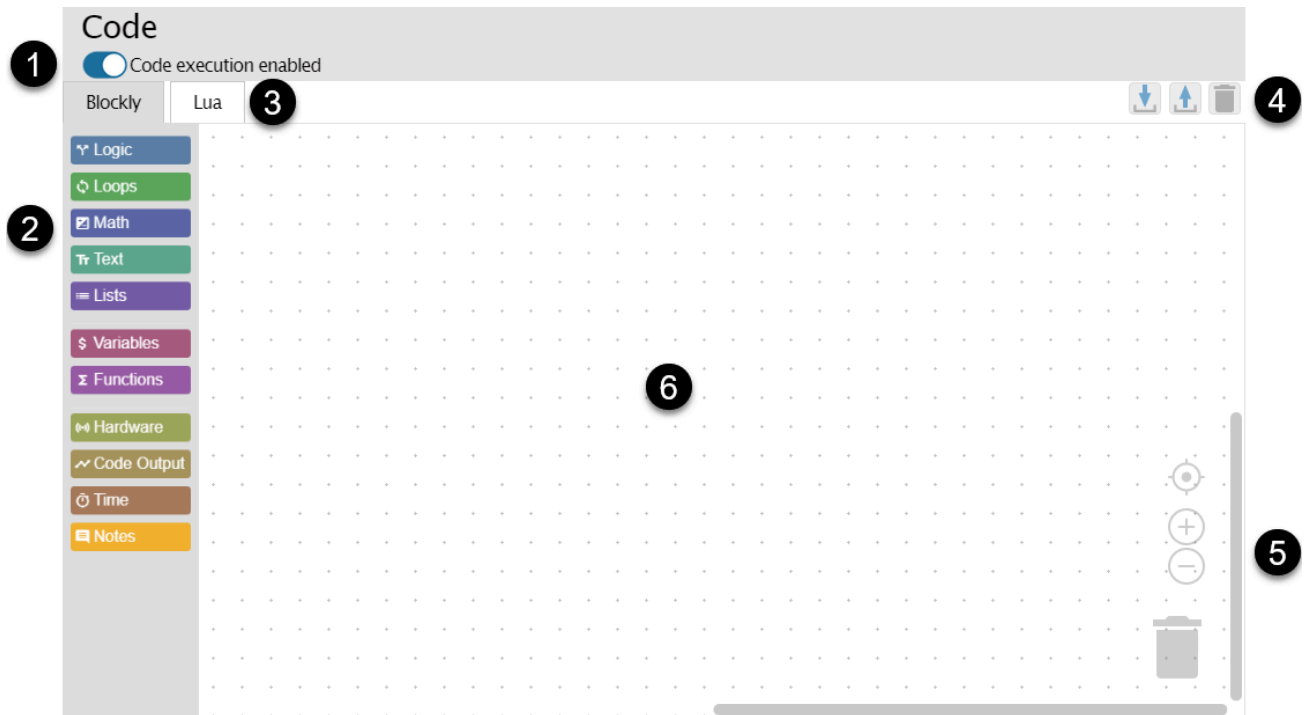 Code
1
Code execution enabled
Blockly
Lua
3
4
Logic
Loops
2
Math
Text
Lists
Variables
Functions
6
Hardware
Code Output
Time
Notes
5